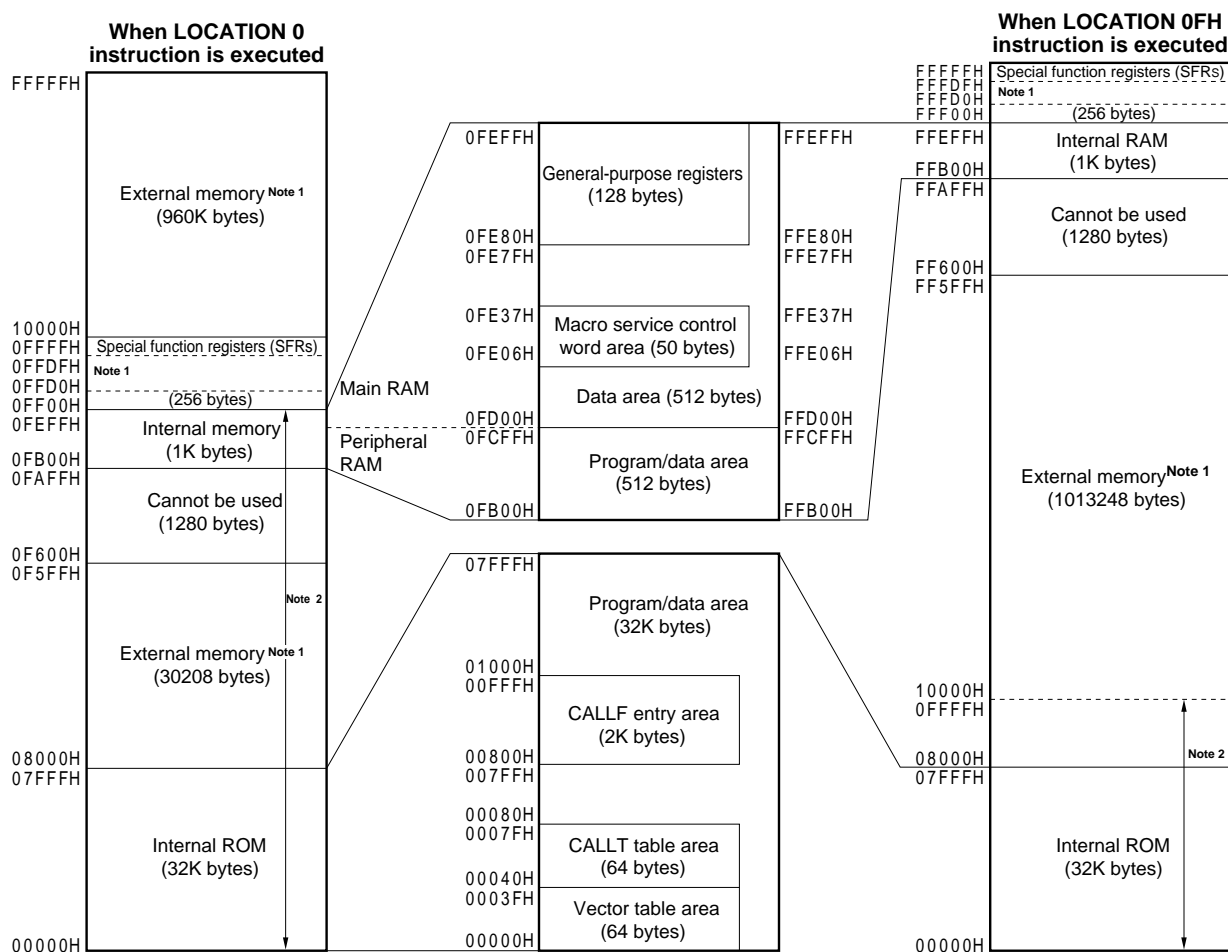 When LOCATION 0
instruction is executed
FFFFFH
External memory Note 1
(960K bytes)
10000H
0FFFFH
Special function registers (SFRs)
0FFDFH
Note 1
0FFD0H
(256 bytes)
0FF00H
0FEFFH
Internal memory
(1K bytes)
0FB00H
0FAFFH
Cannot be used
(1280 bytes)
0F600H
0F5FFH
Note 2
External memory Note 1
(30208 bytes)
08000H
07FFFH
Internal ROM
(32K bytes)
00000H
Main RAM
Peripheral
RAM
0FEFFH
FFEFFH
General-purpose registers
(128 bytes)
0FE80H
FFE80H
0FE7FH
FFE7FH
0FE37H
FFE37H
Macro service control
word area (50 bytes)
0FE06H
FFE06H
Data area (512 bytes)
0FD00H
FFD00H
0FCFFH
FFCFFH
Program/data area
(512 bytes)
0FB00H
FFB00H
07FFFH
Program/data area
(32K bytes)
01000H
00FFFH
CALLF entry area
(2K bytes)
00800H
007FFH
00080H
0007FH
CALLT table area
(64 bytes)
00040H
0003FH
Vector table area
(64 bytes)
00000H
When LOCATION 0FH
instruction is executed
FFFFFH
Special function registers (SFRs)
FFFDFH
Note 1
FFFD0H
FFF00H
(256 bytes)
FFEFFH
Internal RAM
(1K bytes)
FFB00H
FFAFFH
Cannot be used
(1280 bytes)
FF600H
FF5FFH
External memory Note 1
(1013248 bytes)
10000H
0FFFFH
Note 2
08000H
07FFFH
Internal ROM
(32K bytes)
00000H